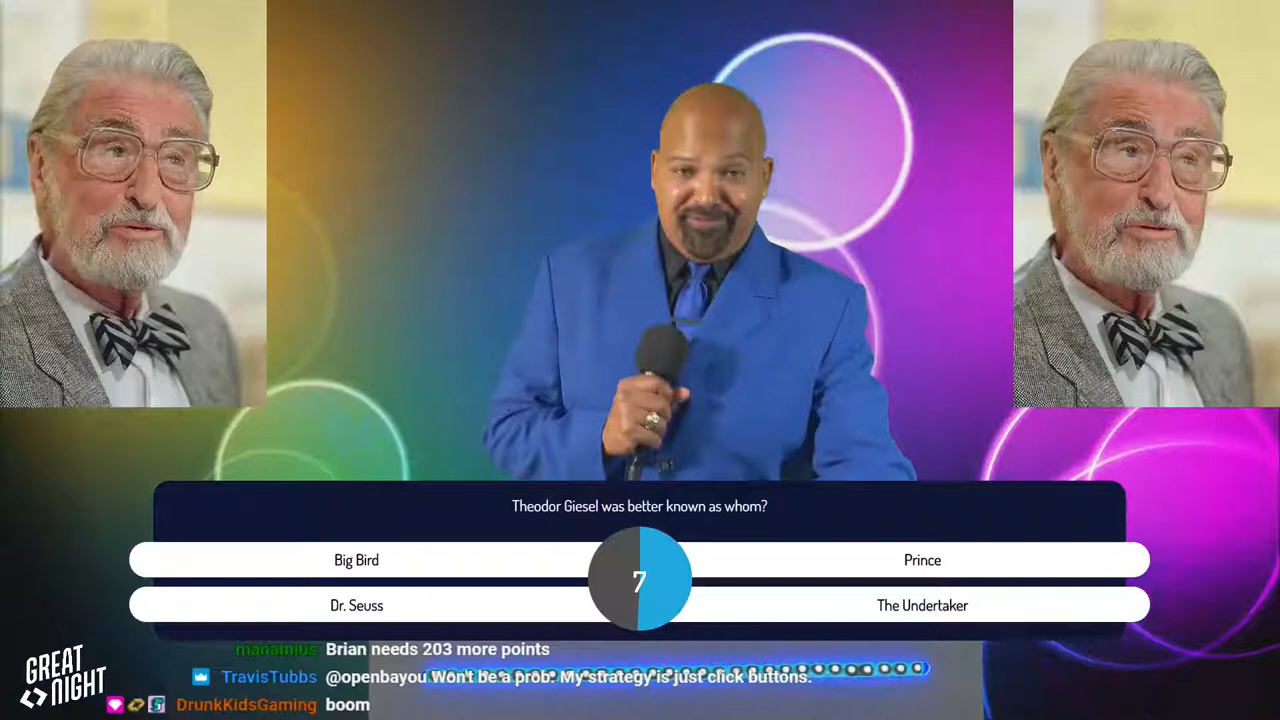 Theodor Giesel was better known as whom?
Big Bird
Prince
7
Dr. Seuss
The Undertaker
manamius Brian needs 203 more points
TravisTubbs @openbayou Won't be a prob. My strategy is just click buttons.
DrunkKidsGaming boom
GREAT
NIGHT